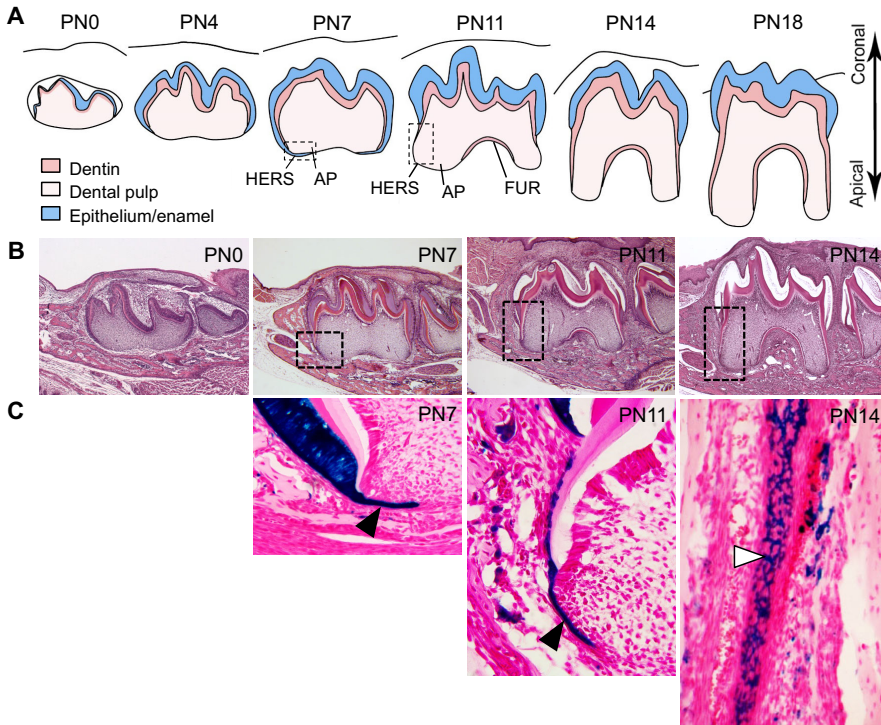 A
PN0 PN4 PN7 PN11 PN14 PN18
Coronal
Apical
HERS AP HERS AP FUR
Dentin
Dental pulp
Epithelium/enamel
B
PN0 PN7 PN11 PN14
C
PN7 PN11 PN14